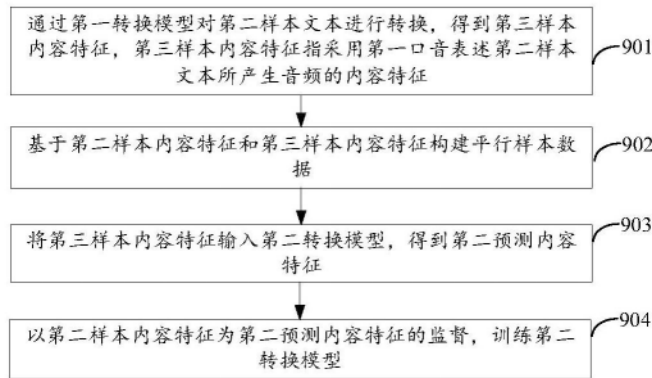 通过第一转换模型对第二样本文本进行转换，得到第三样本
内容特征，第三样本内容特征指采用第一口音表述第二样本
文本所产生音频的内容特征
901
基于第二样本内容特征和第三样本内容特征构建平行样本数
据
902
将第三样本内容特征输入第二转换模型，得到第二预测内容
特征
903
以第二样本内容特征为第二预测内容特征的监督，训练第二
转换模型
904